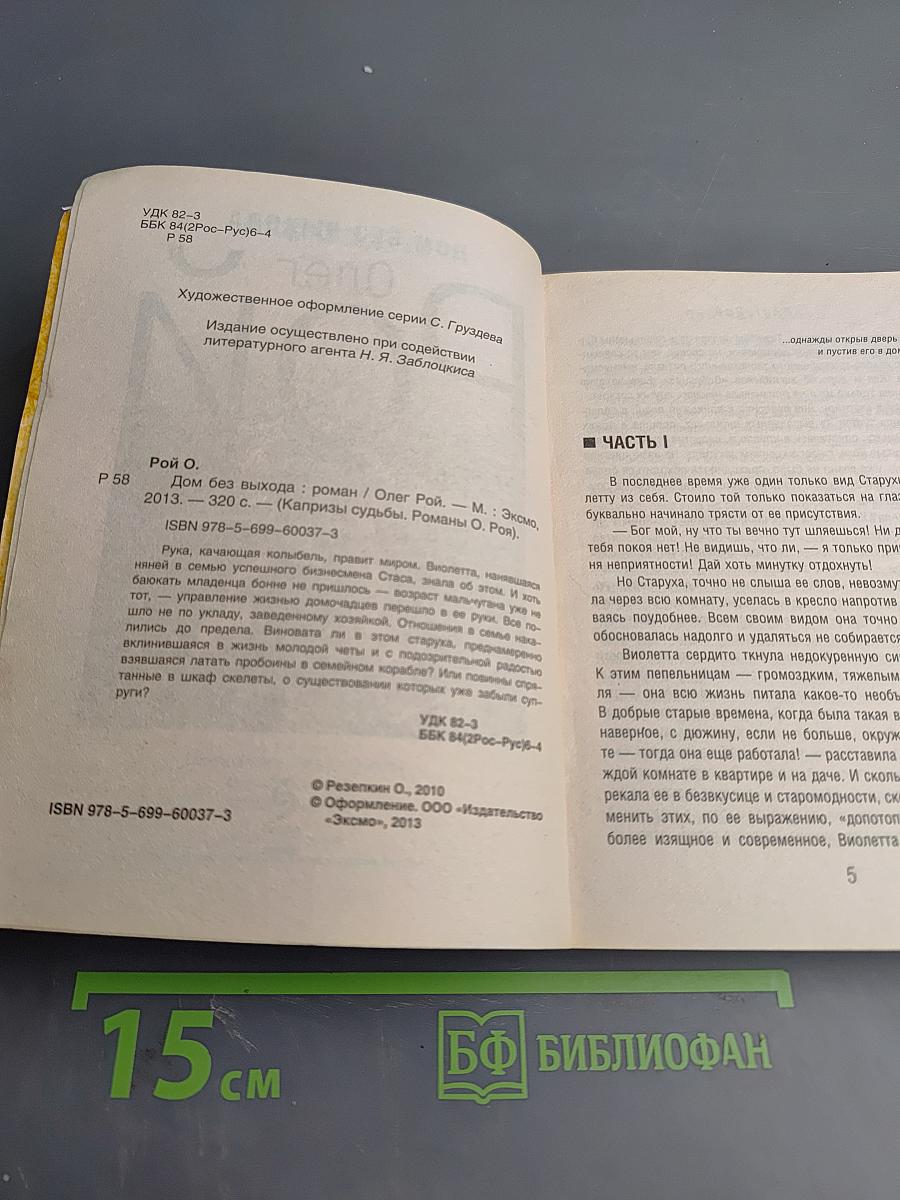 УДК 82–3
ББК 84(2Рос–Рус)6–4
Р 58
Художественное оформление серии С. Груздева
Издание осуществлено при содействии
литературного агента Н. Я. Заблоцкиса
Рой О.
Р 58 Дом без выхода : роман / Олег Рой. — М. : Эксмо,
2013. — 320 с. — (Капризы судьбы. Романы О. Роя).
ISBN 978–5–699–60037–3
Рука, качающая колыбель, правит миром. Виолетта, нанявшаяся
няней в семью успешного бизнесмена Стаса, знала об этом. И хоть
баюкать младенца бонне не пришлось — возраст мальчугана уже не
тот, — управление жизнью домочадцев перешло в ее руки. Все по-
шло не по укладу, заведенному хозяйкой. Отношения в семье нака-
лились до предела. Виновата ли в этом старуха, преднамеренно
вклинившаяся в жизнь молодой четы и с подозрительной радостью
взявшаяся латать пробоины в семейном корабле? Или повинны спря-
танные в шкаф скелеты, о существовании которых уже забыли суп-
руги?
УДК 82–3
ББК 84(2Рос–Рус)6–4
© Резепкин О., 2010
© Оформление. ООО «Издательство
«Эксмо», 2013
ISBN 978–5–699–60037–3
...однажды открыв дверь
и пустив его в дом
ЧАСТЬ I
В последнее время уже один только вид Старухи
летту из себя. Стоило той только показаться на глаз
буквально начинало трясти от ее присутствия.
— Бог мой, ну что ты вечно тут шляешься! Ни д
тебя покоя нет! Не видишь, что ли, — я только при
ня неприятности! Дай хоть минутку отдохнуть!
Но Старуха, точно не слыша ее слов, невозмут
ла через всю комнату, уселась в кресло напротив
ваясь поудобнее. Всем своим видом она точно
обосновалась надолго и удаляться не собирается
Виолетта сердито ткнула недокуренную си
К этим пепельницам — громоздким, тяжелым
ля — она всю жизнь питала какое-то необъ
В добрые старые времена, когда была такая в
наверное, с дюжину, если не больше, окруж
те — тогда она еще работала! — расставила
ждой комнате в квартире и на даче. И сколь
рекала ее в безвкусице и старомодности, ско
менить этих, по ее выражению, «допотоп
более изящное и современное, Виолетта
5
15 см
БФ БИБЛИОФАН